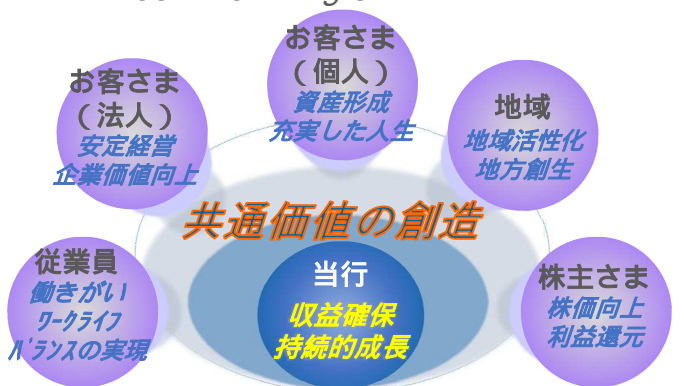 お客さま
（個人）
資産形成
充実した人生
お客さま
（法人）
安定経営
企業価値向上
地域
地域活性化
地方創生
共通価値の創造
従業員
働きがい
ﾜｰｸﾗｲﾌ
ﾊﾞﾗﾝｽの実現
当行
収益確保
持続的成長
株主さま
株価向上
利益還元